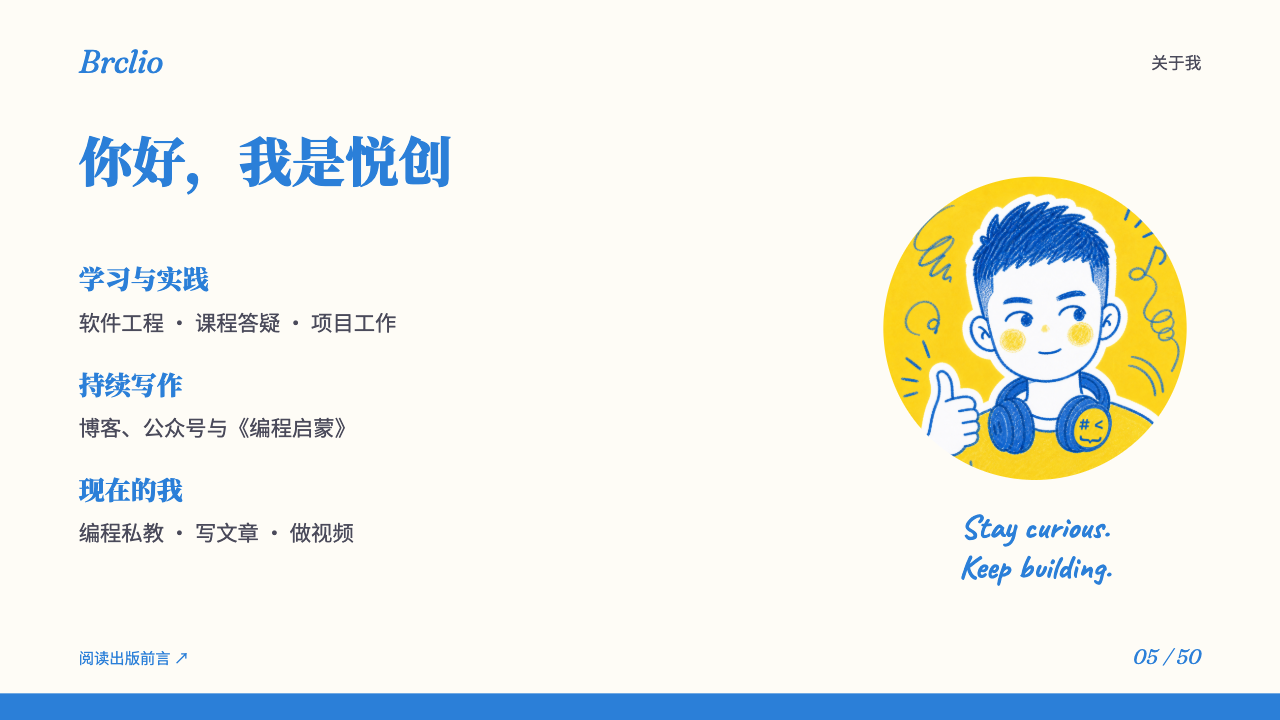 Brclio
关于我
你好，我是悦创
学习与实践
软件工程 · 课程答疑 · 项目工作
持续写作
博客、公众号与《编程启蒙》
现在的我
编程私教 · 写文章 · 做视频
# <
Stay curious.
Keep building.
阅读出版前言 ↗
05 / 50